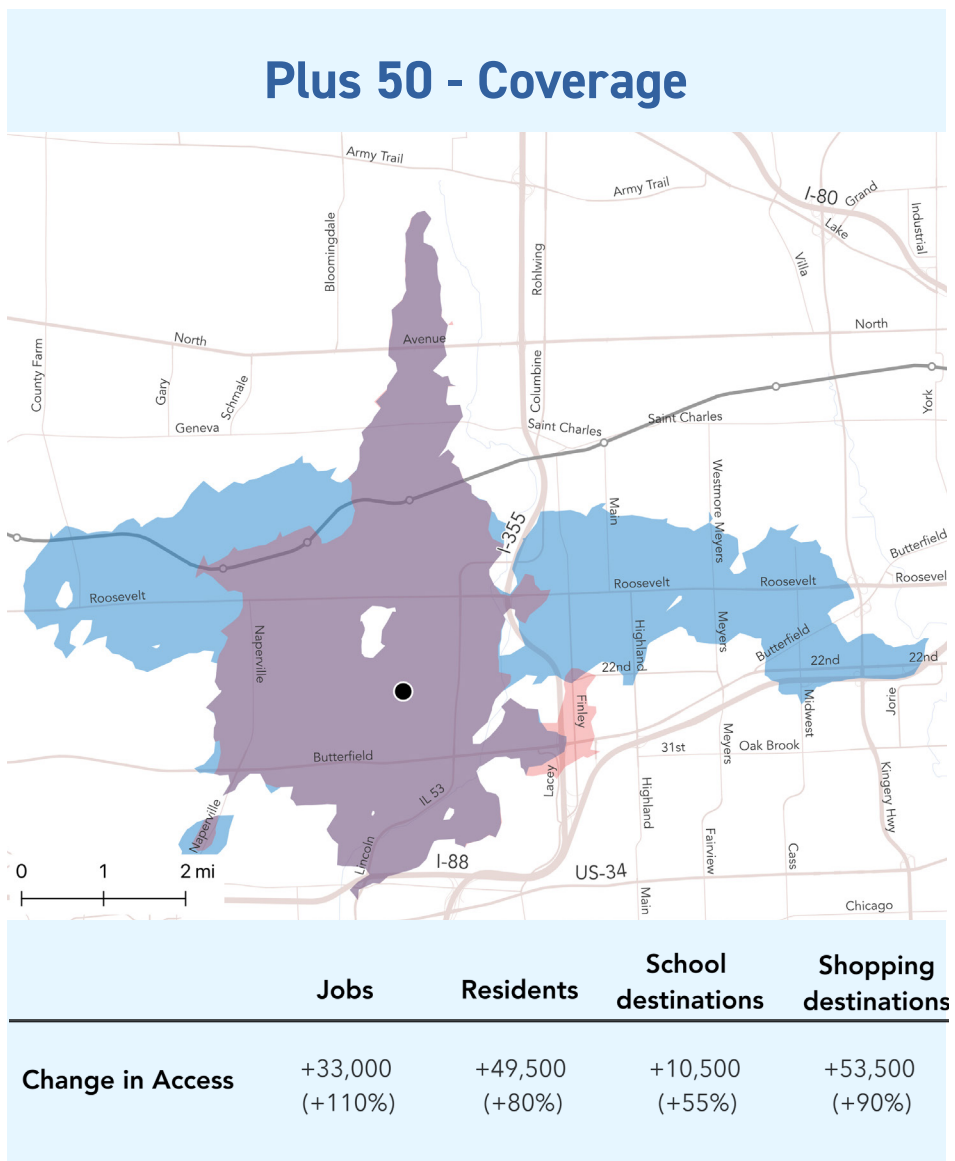 Plus 50 - Coverage
Army Trail
Army Trail
I-80
Grand
Lake
Industrial
Bloomingdale
Rohlwing
Villa
North
Avenue
North
County Farm
Gary
Schmale
Columbine
York
Geneva
Saint Charles
Saint Charles
Main
Westmore Meyers
I-355
Butterfield
Roosevelt
Roosevelt
Roosevelt
Roosevel
Naperville
Highland
Meyers
Butterfield
22nd
22nd
22nd
Finley
Midwest
Jorie
31st
Meyers
Oak Brook
Butterfield
Lacey
IL 53
Highland
Kingery Hwy
Naperville
Lincoln
Fairview
Cass
I-88
US-34
0 1 2 mi
Main
Chicago
Jobs
Residents
School
destinations
Shopping
destinations
Change in Access
+33,000
(+110%)
+49,500
(+80%)
+10,500
(+55%)
+53,500
(+90%)